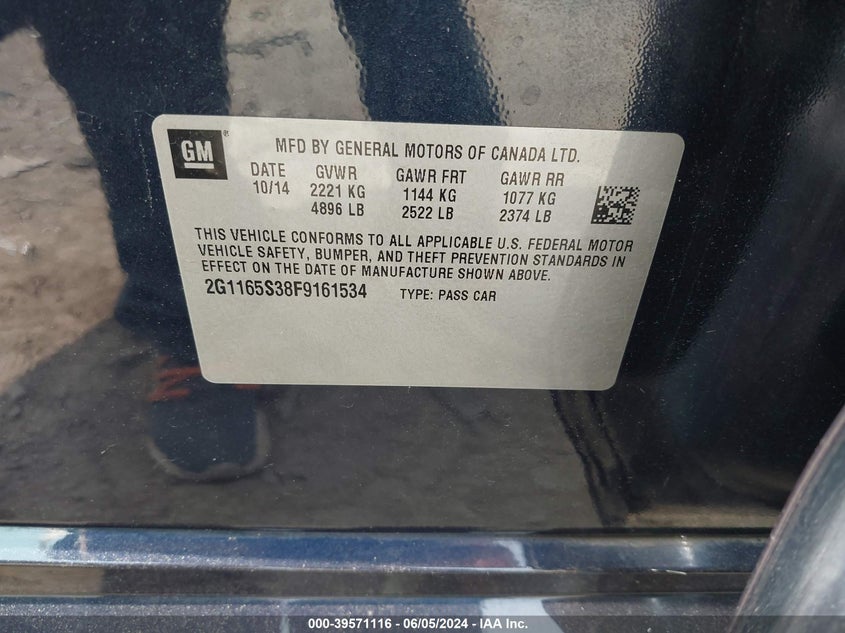 GM ®
MFD BY GENERAL MOTORS OF CANADA LTD.
DATE GVWR GAWR FRT GAWR RR
10/14 2221 KG 1144 KG 1077 KG
4896 LB 2522 LB 2374 LB
THIS VEHICLE CONFORMS TO ALL APPLICABLE U.S. FEDERAL MOTOR
VEHICLE SAFETY, BUMPER, AND THEFT PREVENTION STANDARDS IN
EFFECT ON THE DATE OF MANUFACTURE SHOWN ABOVE.
2G1165S38F9161534 TYPE: PASS CAR
000-39571116 - 06/05/2024 - IAA Inc.